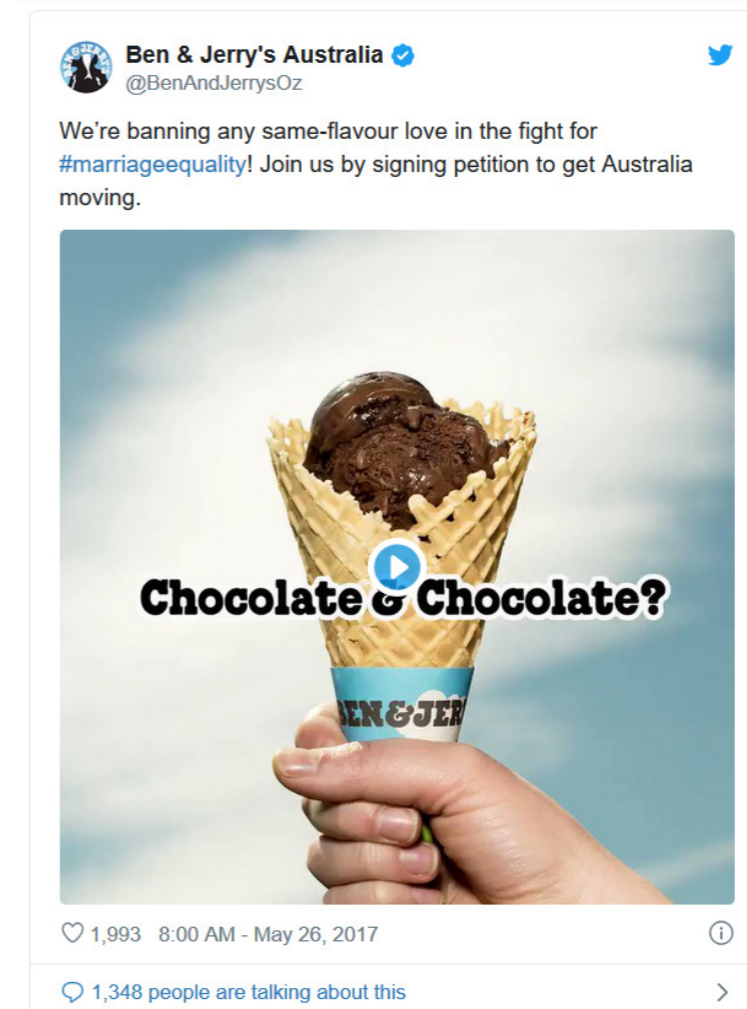 Ben & Jerry's Australia
@BenAndJerrysOz
We’re banning any same-flavour love in the fight for
#marriageequality! Join us by signing petition to get Australia
moving.
Chocolate & Chocolate?
BEN&JER
1,993 8:00 AM - May 26, 2017
1,348 people are talking about this